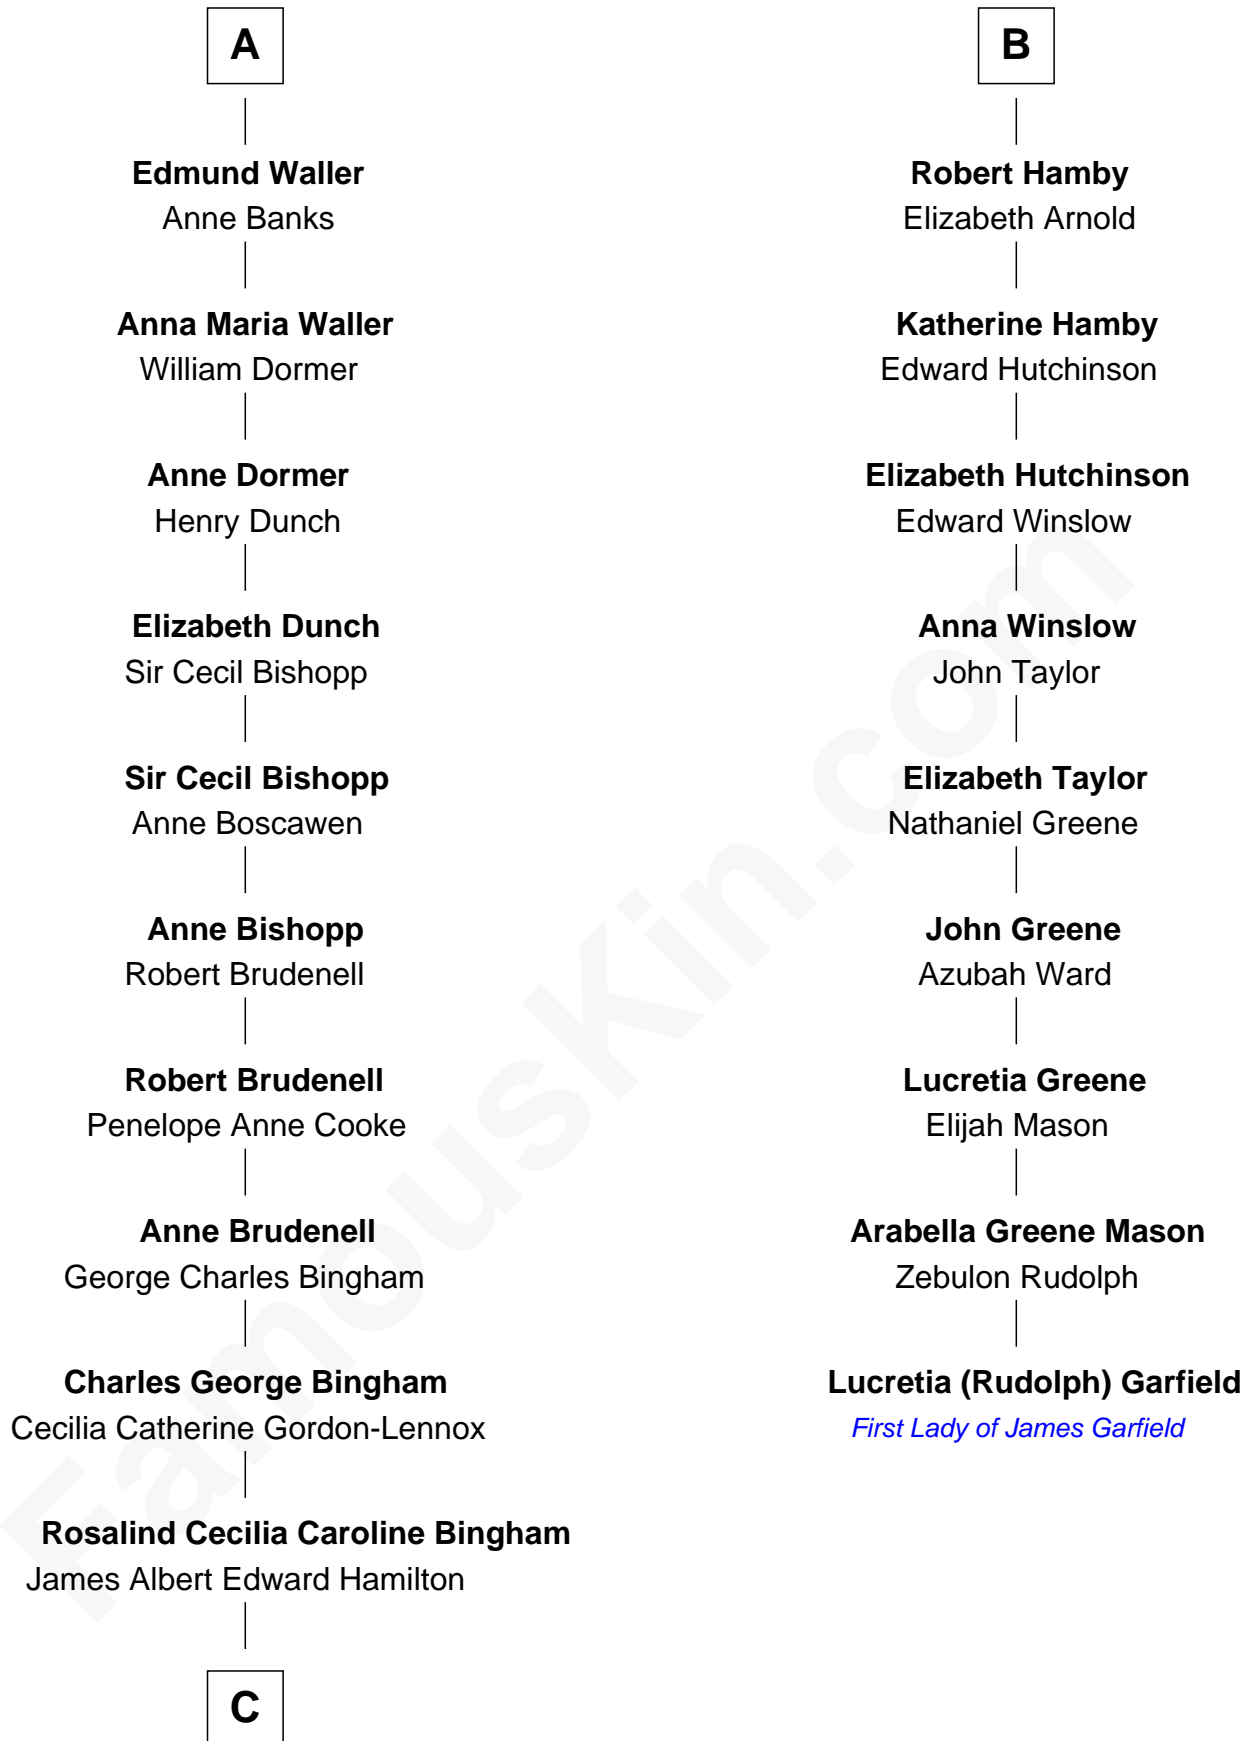 A
Edmund Waller
Anne Banks
Anna Maria Waller
William Dormer
Anne Dormer
Henry Dunch
Elizabeth Dunch
Sir Cecil Bishopp
Sir Cecil Bishopp
Anne Boscawen
Anne Bishopp
Robert Brudenell
Robert Brudenell
Penelope Anne Cooke
Anne Brudenell
George Charles Bingham
Charles George Bingham
Cecilia Catherine Gordon-Lennox
Rosalind Cecilia Caroline Bingham
James Albert Edward Hamilton
C
B
Robert Hamby
Elizabeth Arnold
Katherine Hamby
Edward Hutchinson
Elizabeth Hutchinson
Edward Winslow
Anna Winslow
John Taylor
Elizabeth Taylor
Nathaniel Greene
John Greene
Azubah Ward
Lucretia Greene
Elijah Mason
Arabella Greene Mason
Zebulon Rudolph
Lucretia (Rudolph) Garfield
First Lady of James Garfield
FamousKin.com